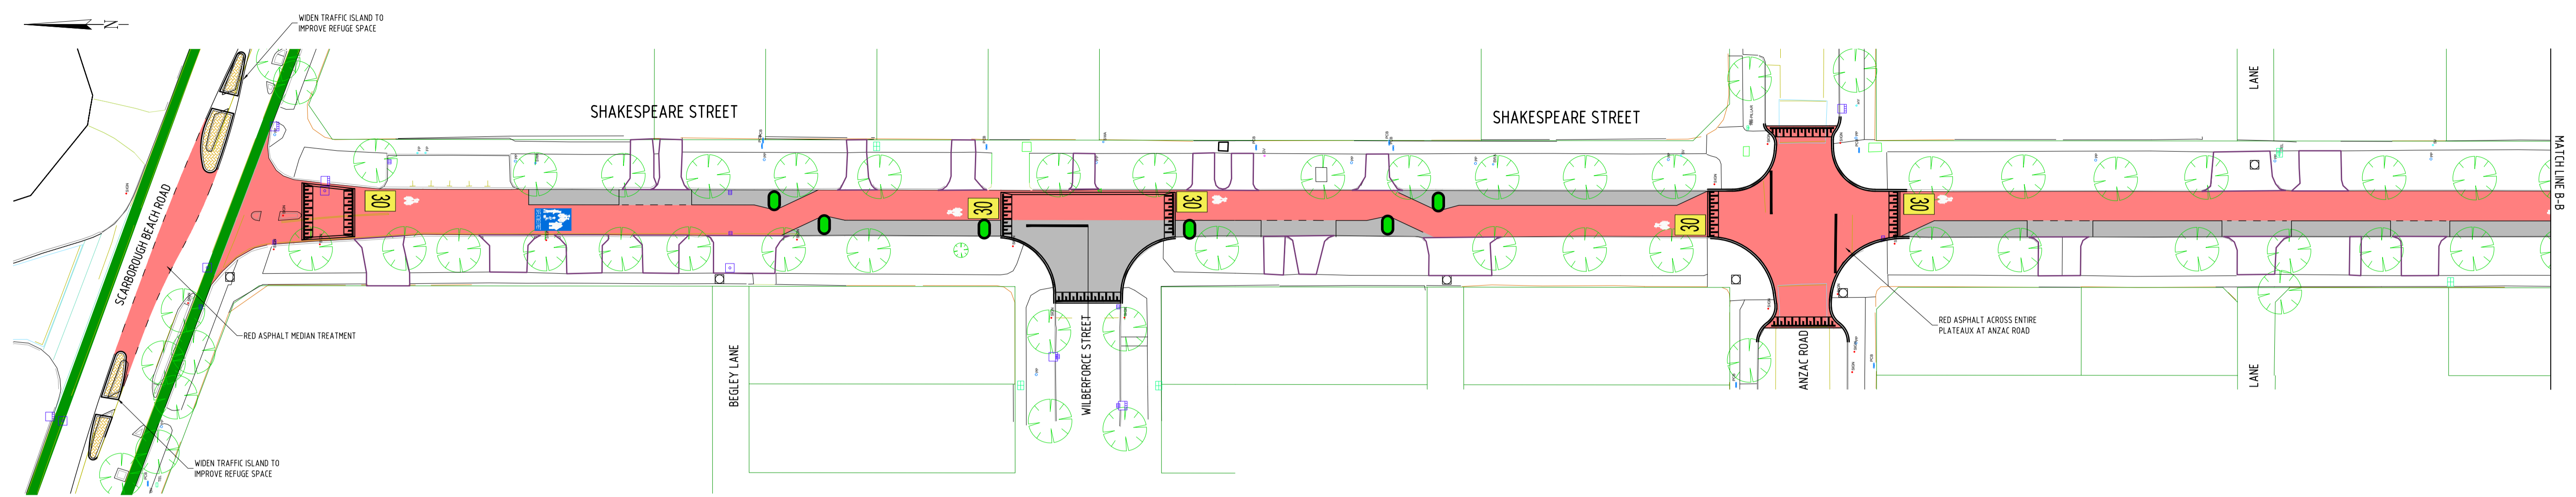 N
WIDEN TRAFFIC ISLAND TO
IMPROVE REFUGE SPACE
SHAKESPEARE STREET
SHAKESPEARE STREET
LANE
MATCH LINE B-B
SCARBOROUGH BEACH ROAD
30
30
30
30
30
RED ASPHALT MEDIAN TREATMENT
RED ASPHALT ACROSS ENTIRE
PLATEAUX AT ANZAC ROAD
BEGLEY LANE
WILBERFORCE STREET
ANZAC ROAD
LANE
WIDEN TRAFFIC ISLAND TO
IMPROVE REFUGE SPACE